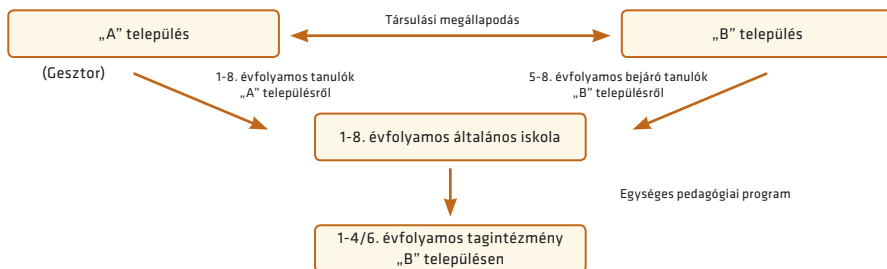 Társulási megállapodás
„A” település
„B” település
(Gesztor)
1-8. évfolyamos tanulók
„A” településről
5-8. évfolyamos bejáró tanulók
„B” településről
1-8. évfolyamos általános iskola
Egységes pedagógiai program
1-4/6. évfolyamos tagintézmény
„B” településen